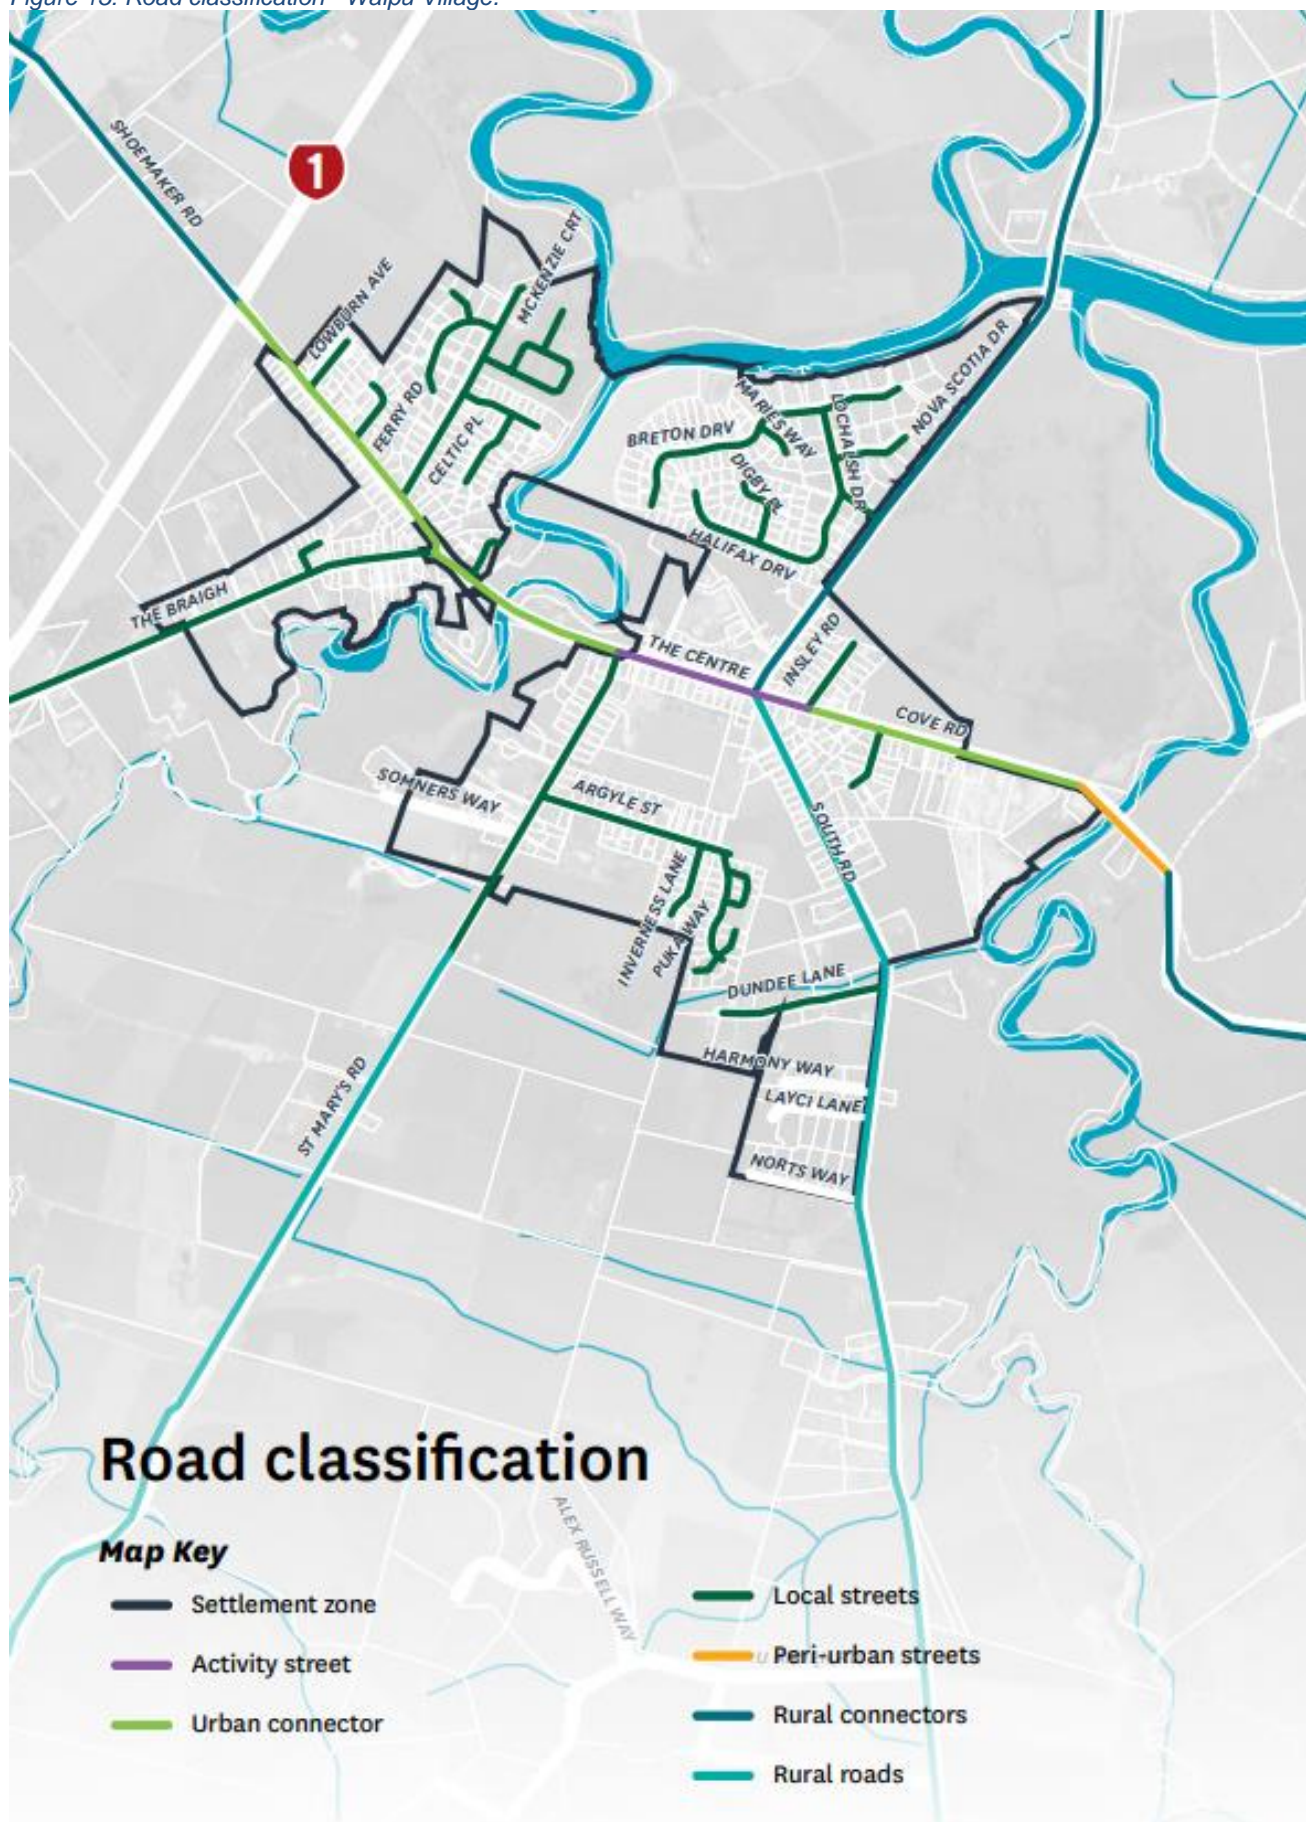 Figure 13: Road classification - Waipu Village.
SHOEMAKER RD
1
LOWBURN AVE
MCKENZIE CRT
FERRY RD
CELTIC PL
NOVA SCOTIA DR
MARIES WAY
LOCHALSH DR
BRETON DRV
DIGBY PL
HALIFAX DRV
THE BRAIGH
THE CENTRE
INSLEY RD
COVE RD
SOMNERS WAY
ARGYLE ST
SOUTH RD
INVERNESS LANE
PUKA WAY
DUNDEE LANE
HARMONY WAY
LAYCI LANE
NORTS WAY
ST MARY'S RD
Road classification
ALEX RUSSELL WAY
Map Key
Settlement zone
Activity street
Urban connector
Local streets
Peri-urban streets
Rural connectors
Rural roads